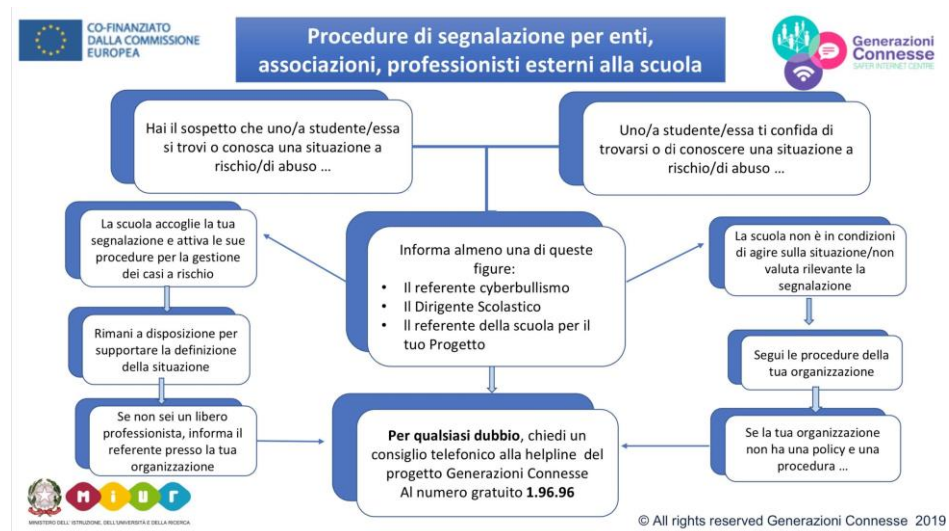 CO-FINANZIATO
DALLA COMMISSIONE
EUROPEA
Procedure di segnalazione per enti,
associazioni, professionisti esterni alla scuola
Generazioni
Connesse
SAFER INTERNET CENTRE
Hai il sospetto che uno/a studente/essa
si trovi o conosca una situazione a
rischio/di abuso ...
Uno/a studente/essa ti confida di
trovarsi o di conoscere una situazione a
rischio/di abuso ...
La scuola accoglie la tua
segnalazione e attiva le sue
procedure per la gestione
dei casi a rischio
Informa almeno una di queste
figure:
• Il referente cyberbullismo
• Il Dirigente Scolastico
• Il referente della scuola per il
tuo Progetto
La scuola non è in condizioni
di agire sulla situazione/non
valuta rilevante la
segnalazione
Rimani a disposizione per
supportare la definizione
della situazione
Segui le procedure della
tua organizzazione
Se non sei un libero
professionista, informa il
referente presso la tua
organizzazione
Per qualsiasi dubbio, chiedi un
consiglio telefonico alla helpline del
progetto Generazioni Connesse
Al numero gratuito 1.96.96
Se la tua organizzazione
non ha una policy e una
procedura ...
miur
MINISTERO DELL' ISTRUZIONE, DELL'UNIVERSITÀ E DELLA RICERCA
© All rights reserved Generazioni Connesse 2019